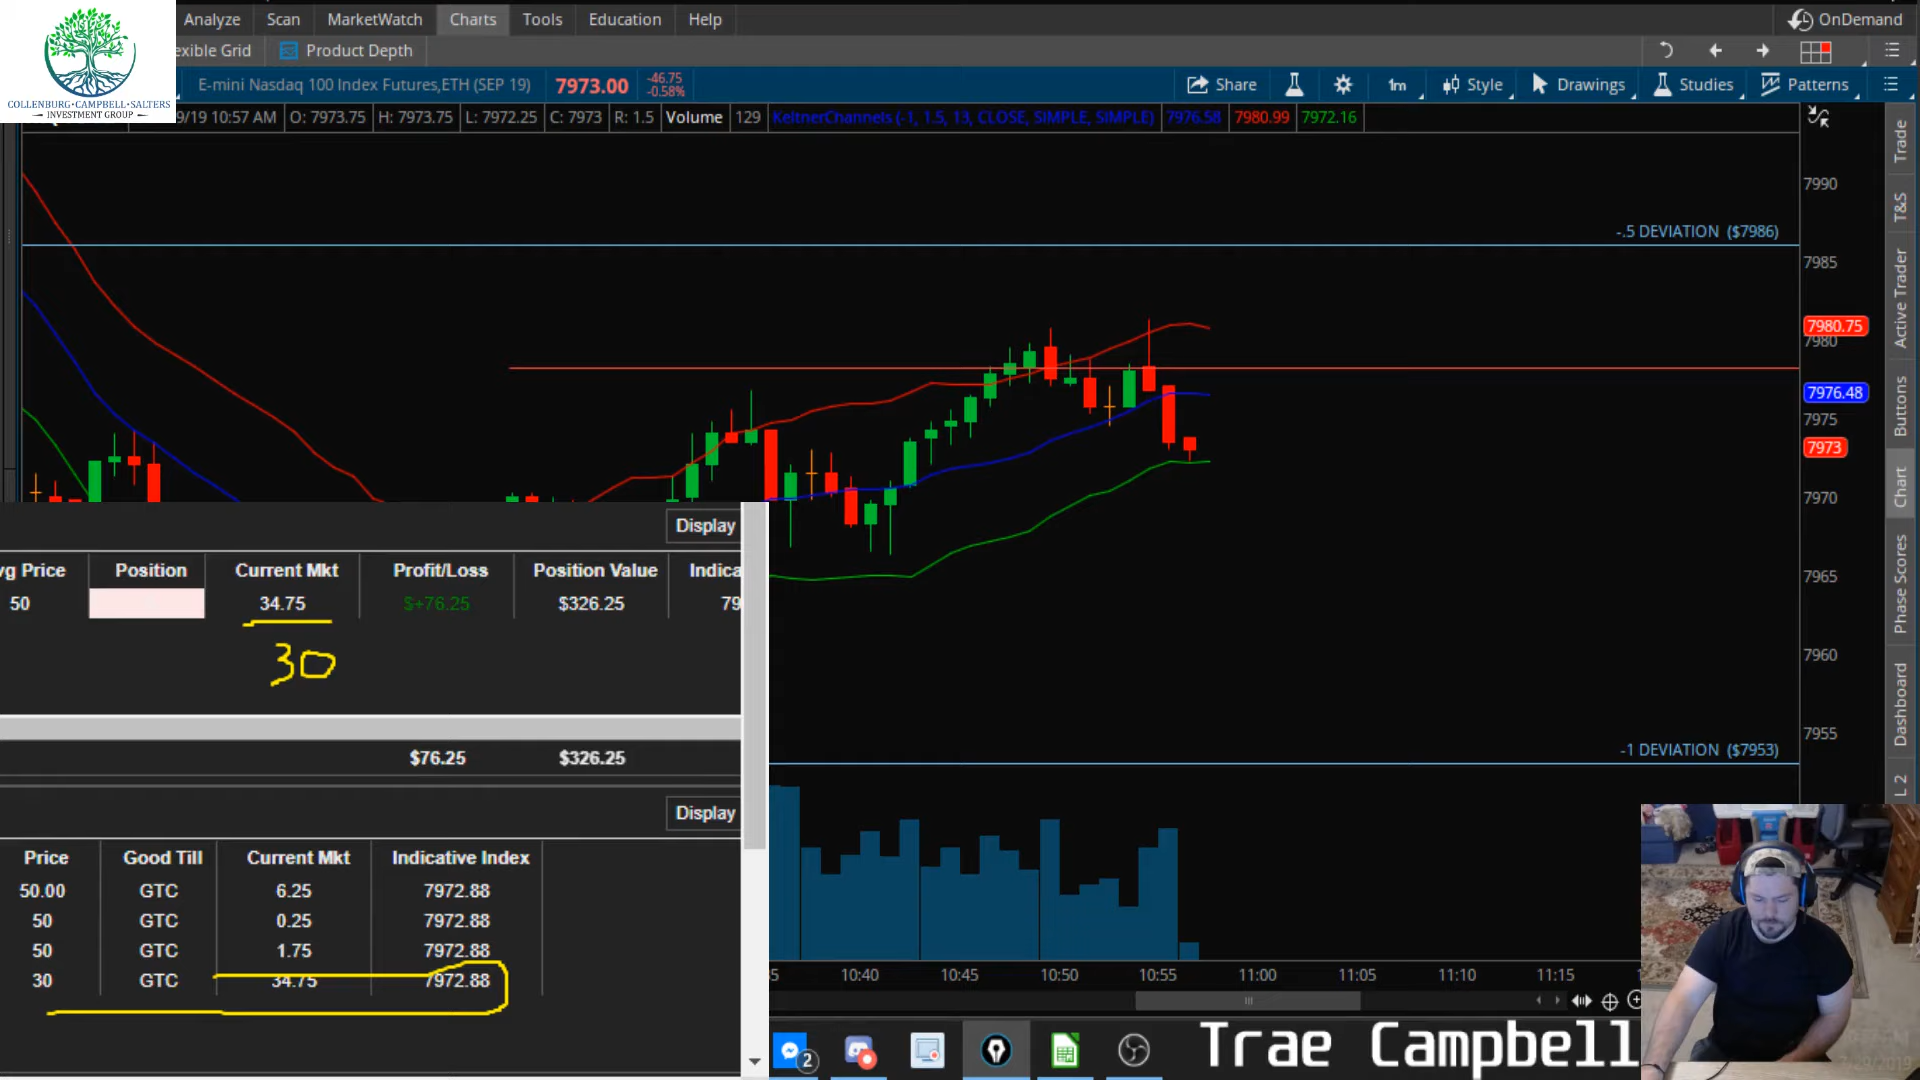 Analyze Scan MarketWatch Charts Tools Education Help OnDemand
exible Grid Product Depth
COLLENBURG·CAMPBELL·SALTERS
INVESTMENT GROUP
E-mini Nasdaq 100 Index Futures,ETH (SEP 19) 7973.00 -46.75 -0.58% Share 1m Style Drawings Studies Patterns
9/19 10:57 AM O: 7973.75 H: 7973.75 L: 7972.25 C: 7973 R: 1.5 Volume 129 KeltnerChannels (-1, 1.5, 13, CLOSE, SIMPLE, SIMPLE) 7976.58 7980.99 7972.16
7990
-.5 DEVIATION ($7986)
7985
7980.75
7980
7976.48
7975
7973
7970
7965
7960
7955
-1 DEVIATION ($7953)
Trade
T&S
Active Trader
Buttons
Chart
Phase Scores
Dashboard
L 2
Display
vg Price Position Current Mkt Profit/Loss Position Value Indica
50 34.75 $+76.25 $326.25 79
30
$76.25 $326.25
Display
Price Good Till Current Mkt Indicative Index
50.00 GTC 6.25 7972.88
50 GTC 0.25 7972.88
50 GTC 1.75 7972.88
30 GTC 34.75 7972.88
10:40 10:45 10:50 10:55 11:00 11:05 11:10 11:15
2
Trae Campbell
7/29/2019